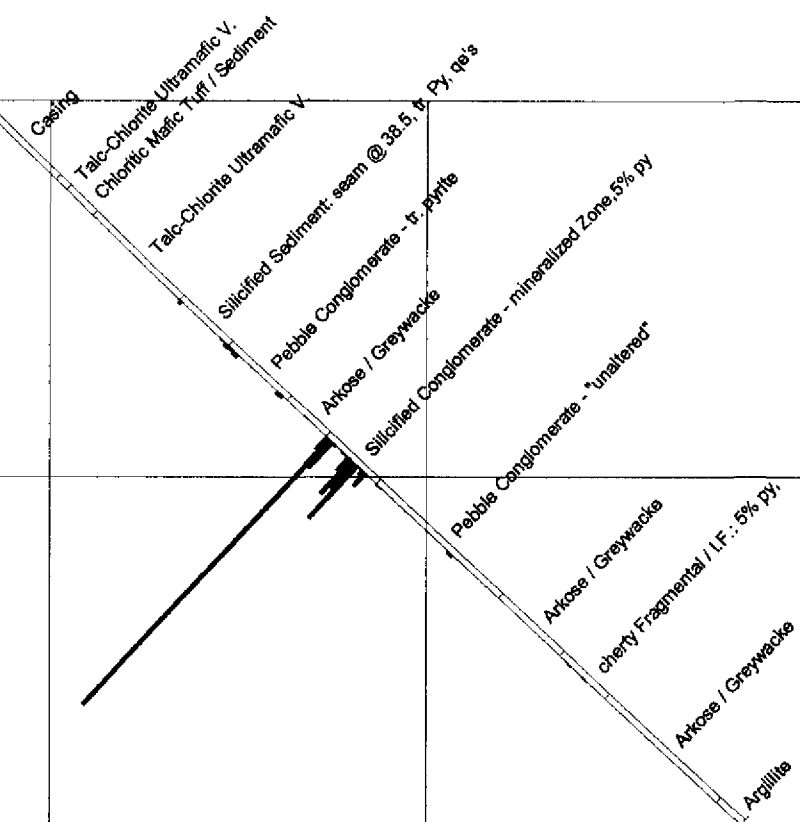 Casing
Talc-Chlorite Ultramafic V.
Chloritic Mafic Tuff / Sediment
Talc-Chlorite Ultramafic V.
Silicified Sediment: seam @ 38.5, tr. Py, qe's
Pebble Conglomerate - tr. pyrite
Arkose / Greywacke
Silicified Conglomerate - mineralized Zone,5% py
Pebble Conglomerate - "unaltered"
Arkose / Greywacke
cherty Fragmental / I.F.: 5% py,
Arkose / Greywacke
Argillite